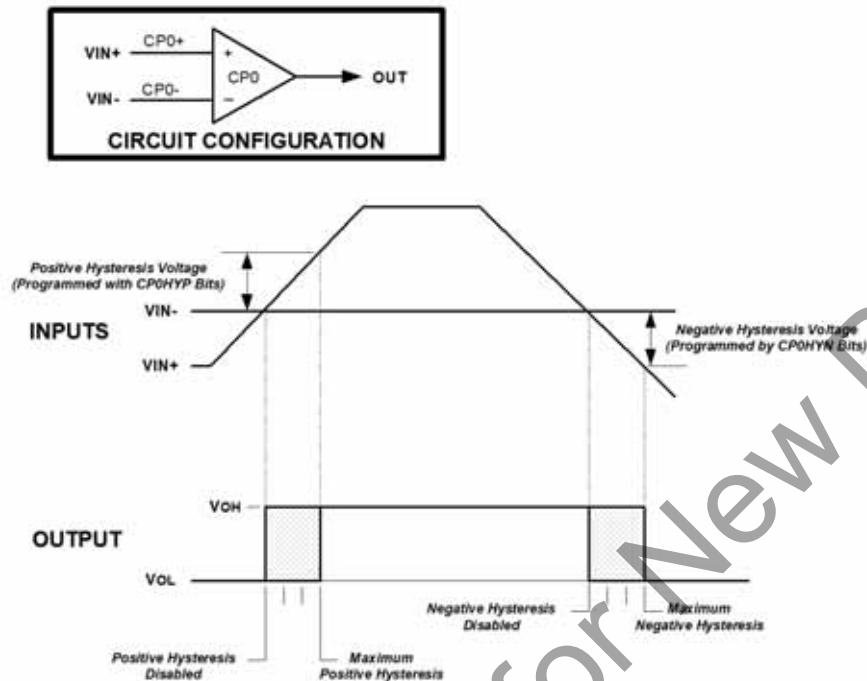 VIN+
CP0+
+
CP0
OUT
VIN-
CP0-
−
CIRCUIT CONFIGURATION
Positive Hysteresis Voltage
(Programmed with CP0HYP Bits)
VIN-
INPUTS
VIN+
Negative Hysteresis Voltage
(Programmed by CP0HYN Bits)
VOH
OUTPUT
VOL
Negative Hysteresis
Disabled
Maximum
Negative Hysteresis
Positive Hysteresis
Disabled
Maximum
Positive Hysteresis
for New